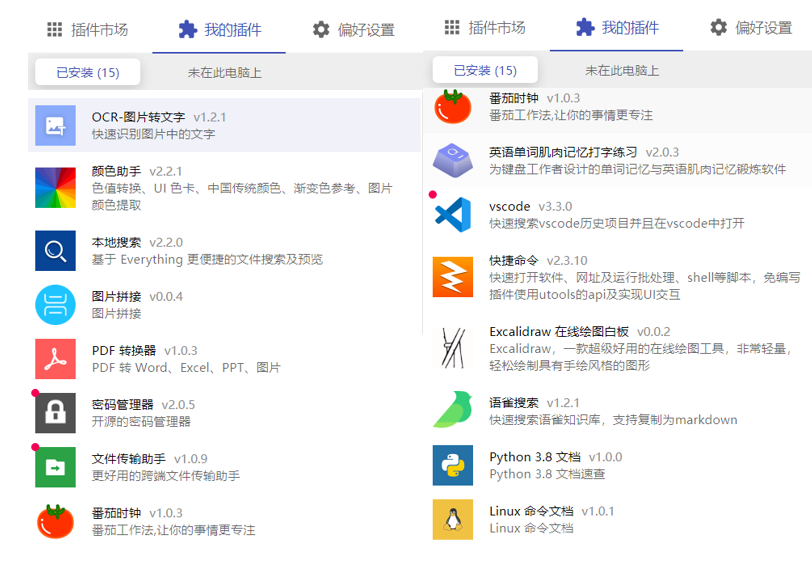 插件市场
我的插件
偏好设置
已安装 (15)
未在此电脑上
OCR-图片转文字 v1.2.1
快速识别图片中的文字
颜色助手 v2.2.1
色值转换、UI 色卡、中国传统颜色、渐变色参考、图片
颜色提取
本地搜索 v2.2.0
基于 Everything 更便捷的文件搜索及预览
图片拼接 v0.0.4
图片拼接
PDF 转换器 v1.0.3
PDF 转 Word、Excel、PPT、图片
密码管理器 v2.0.5
开源的密码管理器
文件传输助手 v1.0.9
更好用的跨端文件传输助手
番茄时钟 v1.0.3
番茄工作法,让你的事情更专注
插件市场
我的插件
偏好设置
已安装 (15)
未在此电脑上
番茄时钟 v1.0.3
番茄工作法,让你的事情更专注
英语单词肌肉记忆打字练习 v2.0.3
为键盘工作者设计的单词记忆与英语肌肉记忆锻炼软件
vscode v3.3.0
快速搜索vscode历史项目并且在vscode中打开
快捷命令 v2.3.10
快速打开软件、网址及运行批处理、shell等脚本，免编写
插件使用utools的api及实现UI交互
Excalidraw 在线绘图白板 v0.0.2
Excalidraw，一款超级好用的在线绘图工具，非常轻量，
轻松绘制具有手绘风格的图形
语雀搜索 v1.2.1
快速搜索语雀知识库，支持复制为markdown
Python 3.8 文档 v1.0.0
Python 3.8 文档速查
Linux 命令文档 v1.0.1
Linux 命令文档